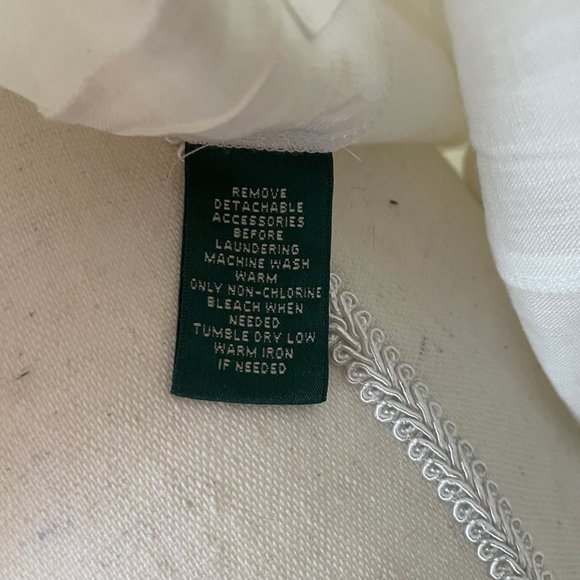 REMOVE
DETACHABLE
ACCESSORIES
BEFORE
LAUNDERING
MACHINE WASH
WARM
ONLY NON-CHLORINE
BLEACH WHEN
NEEDED
TUMBLE DRY LOW
WARM IRON
IF NEEDED